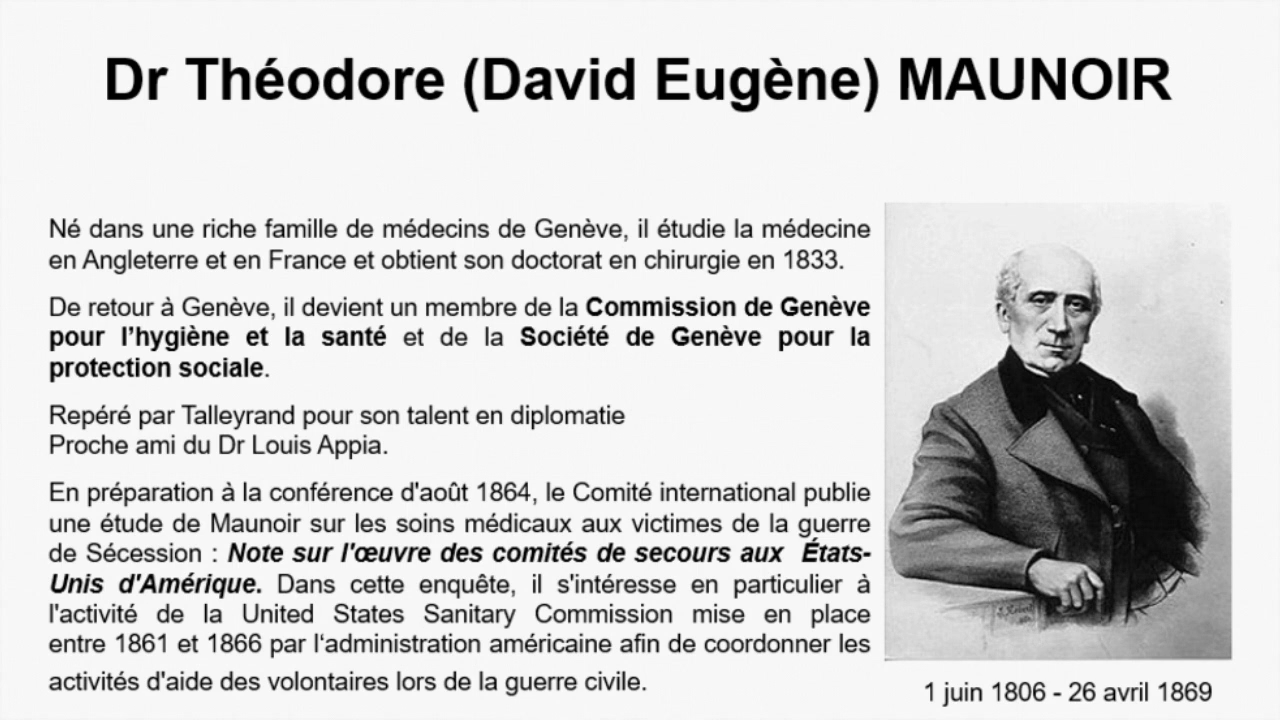 Dr Théodore (David Eugène) MAUNOIR
Né dans une riche famille de médecins de Genève, il étudie la médecine
en Angleterre et en France et obtient son doctorat en chirurgie en 1833.
De retour à Genève, il devient un membre de la Commission de Genève
pour l’hygiène et la santé et de la Société de Genève pour la
protection sociale.
Repéré par Talleyrand pour son talent en diplomatie
Proche ami du Dr Louis Appia.
En préparation à la conférence d'août 1864, le Comité international publie
une étude de Maunoir sur les soins médicaux aux victimes de la guerre
de Sécession : Note sur l'œuvre des comités de secours aux États-
Unis d'Amérique. Dans cette enquête, il s'intéresse en particulier à
l'activité de la United States Sanitary Commission mise en place
entre 1861 et 1866 par l‘administration américaine afin de coordonner les
activités d'aide des volontaires lors de la guerre civile.
1 juin 1806 - 26 avril 1869